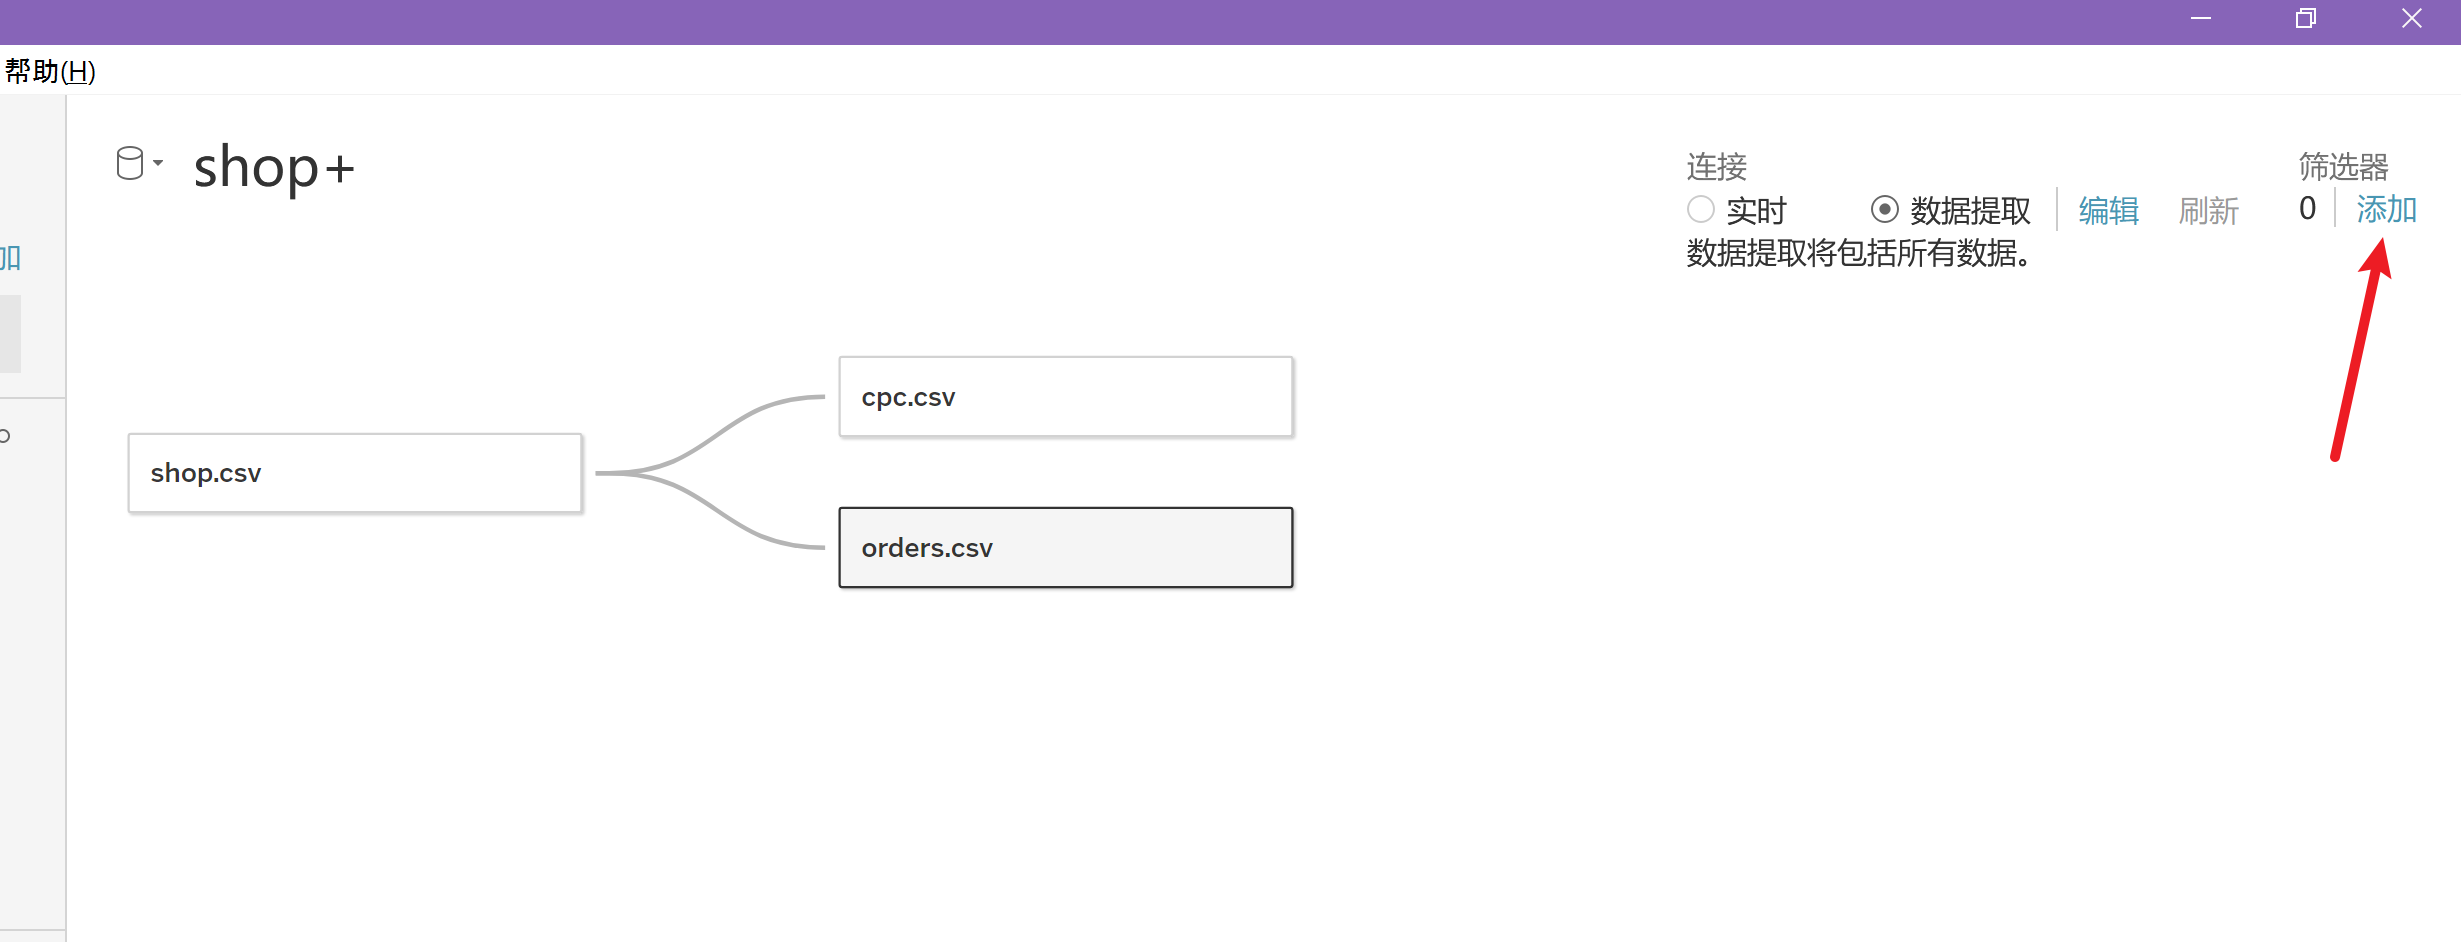 帮助(H)
shop+
连接
筛选器
实时
数据提取
编辑
刷新
0
添加
数据提取将包括所有数据。
加
cpc.csv
shop.csv
orders.csv